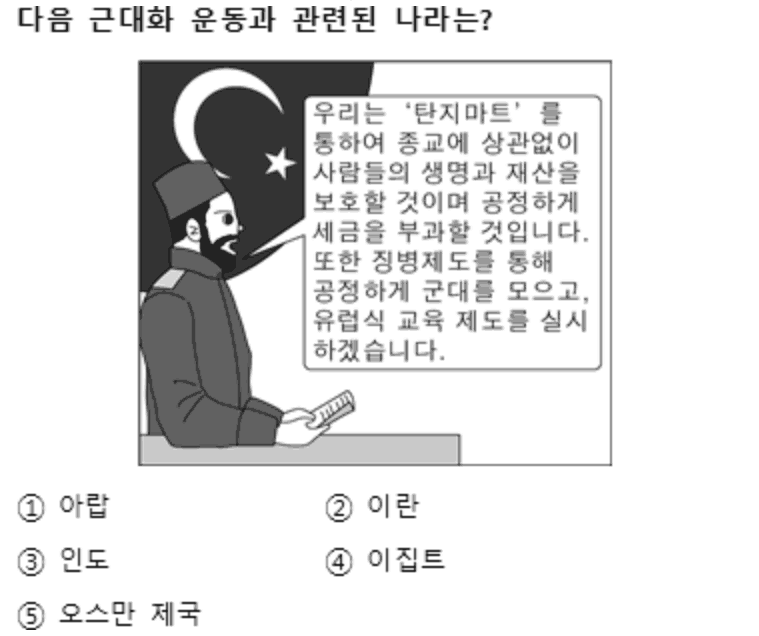 다음 근대화 운동과 관련된 나라는?
우리는 ‘탄지마트’ 를
통하여 종교에 상관없이
사람들의 생명과 재산을
보호할 것이며 공정하게
세금을 부과할 것입니다.
또한 징병제도를 통해
공정하게 군대를 모으고,
유럽식 교육 제도를 실시
하겠습니다.
① 아랍 ② 이란
③ 인도 ④ 이집트
⑤ 오스만 제국